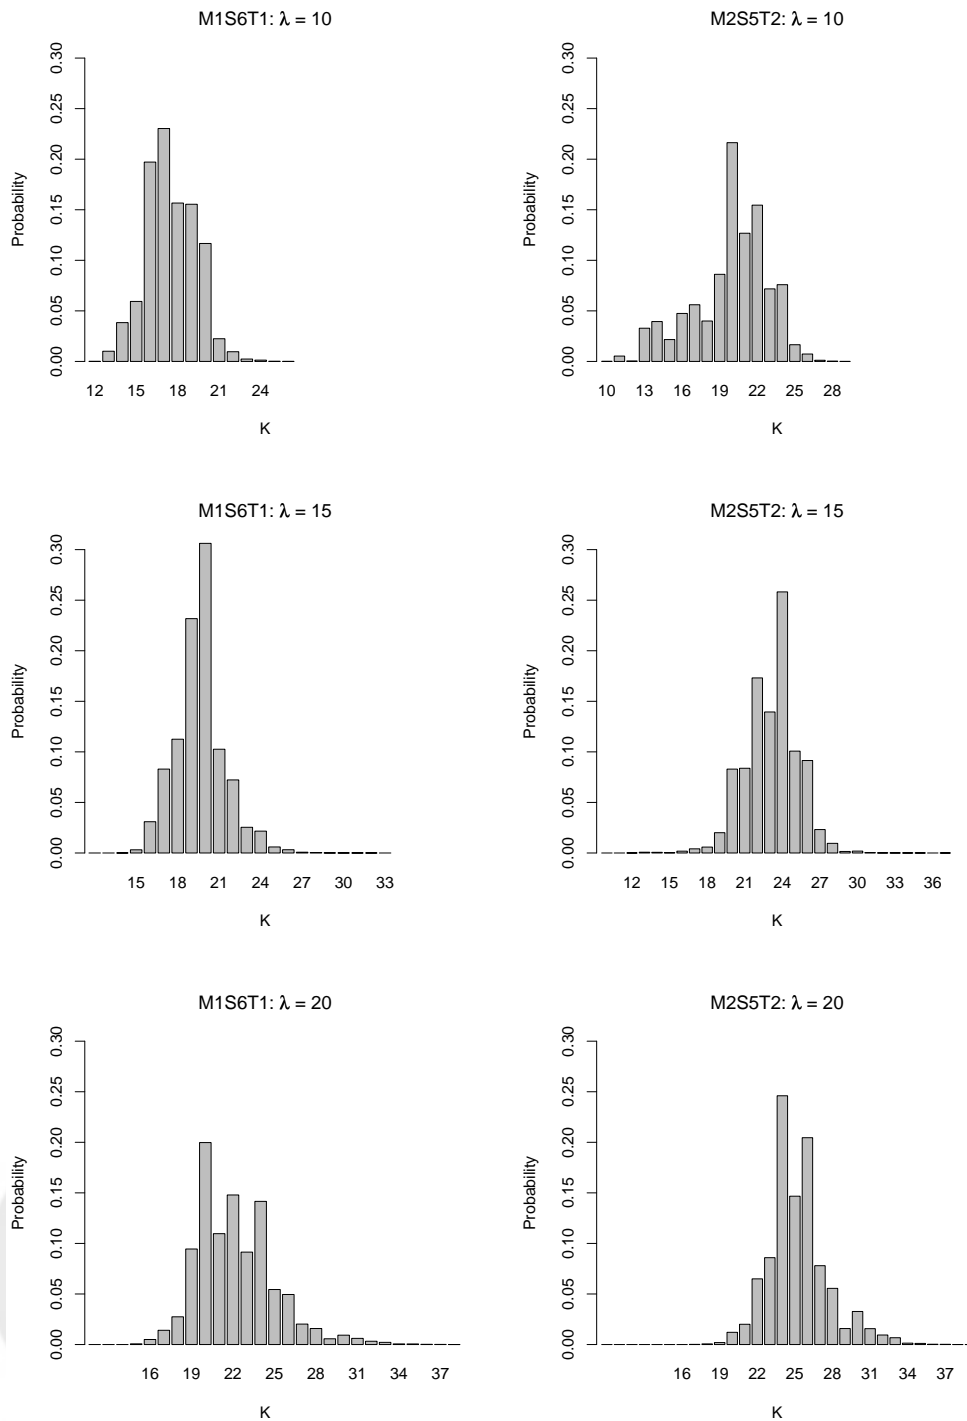 M1S6T1: λ = 10
Probability
0.00 0.05 0.10 0.15 0.20 0.25 0.30
12 15 18 21 24
K
M2S5T2: λ = 10
Probability
0.00 0.05 0.10 0.15 0.20 0.25 0.30
10 13 16 19 22 25 28
K
M1S6T1: λ = 15
Probability
0.00 0.05 0.10 0.15 0.20 0.25 0.30
15 18 21 24 27 30 33
K
M2S5T2: λ = 15
Probability
0.00 0.05 0.10 0.15 0.20 0.25 0.30
12 15 18 21 24 27 30 33 36
K
M1S6T1: λ = 20
Probability
0.00 0.05 0.10 0.15 0.20 0.25 0.30
16 19 22 25 28 31 34 37
K
M2S5T2: λ = 20
Probability
0.00 0.05 0.10 0.15 0.20 0.25 0.30
16 19 22 25 28 31 34 37
K